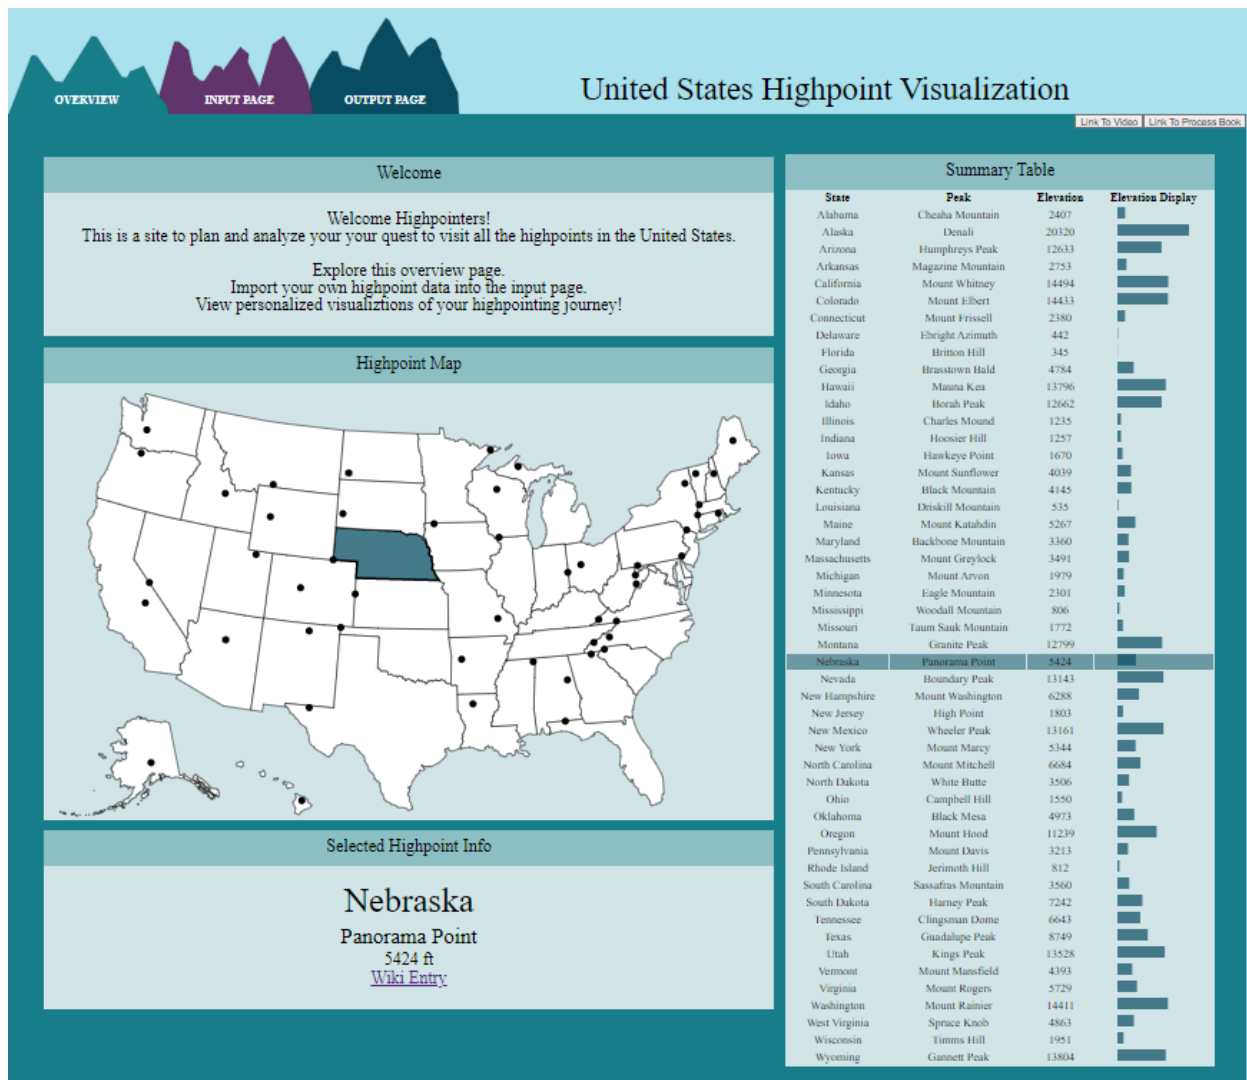 OVERVIEW
INPUT PAGE
OUTPUT PAGE
United States Highpoint Visualization
Link To Video
Link To Process Book
Welcome
Welcome Highpointers!
This is a site to plan and analyze your your quest to visit all the highpoints in the United States.
Explore this overview page.
Import your own highpoint data into the input page.
View personalized visualiztions of your highpointing journey!
Highpoint Map
Selected Highpoint Info
Nebraska
Panorama Point
5424 ft
Wiki Entry
Summary Table
State Peak Elevation Elevation Display
Alabama Cheaha Mountain 2407
Alaska Denali 20320
Arizona Humphreys Peak 12633
Arkansas Magazine Mountain 2753
California Mount Whitney 14494
Colorado Mount Elbert 14433
Connecticut Mount Frissell 2380
Delaware Ebright Azimuth 442
Florida Britton Hill 345
Georgia Brasstown Bald 4784
Hawaii Mauna Kea 13796
Idaho Borah Peak 12662
Illinois Charles Mound 1235
Indiana Hoosier Hill 1257
Iowa Hawkeye Point 1670
Kansas Mount Sunflower 4039
Kentucky Black Mountain 4145
Louisiana Driskill Mountain 535
Maine Mount Katahdin 5267
Maryland Backbone Mountain 3360
Massachusetts Mount Greylock 3491
Michigan Mount Arvon 1979
Minnesota Eagle Mountain 2301
Mississippi Woodall Mountain 806
Missouri Taum Sauk Mountain 1772
Montana Granite Peak 12799
Nebraska Panorama Point 5424
Nevada Boundary Peak 13143
New Hampshire Mount Washington 6288
New Jersey High Point 1803
New Mexico Wheeler Peak 13161
New York Mount Marcy 5344
North Carolina Mount Mitchell 6684
North Dakota White Butte 3506
Ohio Campbell Hill 1550
Oklahoma Black Mesa 4973
Oregon Mount Hood 11239
Pennsylvania Mount Davis 3213
Rhode Island Jerimoth Hill 812
South Carolina Sassafras Mountain 3560
South Dakota Harney Peak 7242
Tennessee Clingsman Dome 6643
Texas Guadalupe Peak 8749
Utah Kings Peak 13528
Vermont Mount Mansfield 4393
Virginia Mount Rogers 5729
Washington Mount Rainier 14411
West Virginia Spruce Knob 4863
Wisconsin Timms Hill 1951
Wyoming Gannett Peak 13804